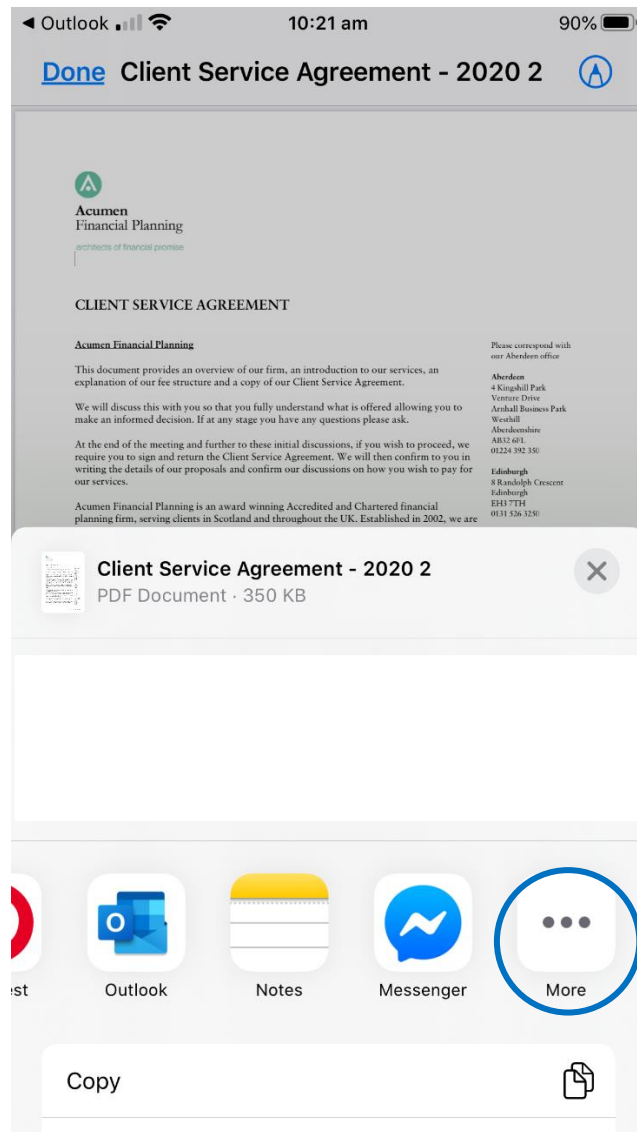 ◀ Outlook 10:21 am 90%
Done Client Service Agreement - 2020 2
Acumen
Financial Planning
architects of financial promise
CLIENT SERVICE AGREEMENT
Acumen Financial Planning
This document provides an overview of our firm, an introduction to our services, an
explanation of our fee structure and a copy of our Client Service Agreement.
We will discuss this with you so that you fully understand what is offered allowing you to
make an informed decision. If at any stage you have any questions please ask.
At the end of the meeting and further to these initial discussions, if you wish to proceed, we
require you to sign and return the Client Service Agreement. We will then confirm to you in
writing the details of our proposals and confirm our discussions on how you wish to pay for
our services.
Acumen Financial Planning is an award winning Accredited and Chartered financial
planning firm, serving clients in Scotland and throughout the UK. Established in 2002, we are
Please correspond with
our Aberdeen office
Aberdeen
4 Kingshill Park
Venture Drive
Arnhall Business Park
Westhill
Aberdeenshire
AB32 6FL
01224 392 350
Edinburgh
8 Randolph Crescent
Edinburgh
EH3 7TH
0131 526 3250
Client Service Agreement - 2020 2
PDF Document · 350 KB
est Outlook Notes Messenger More
Copy